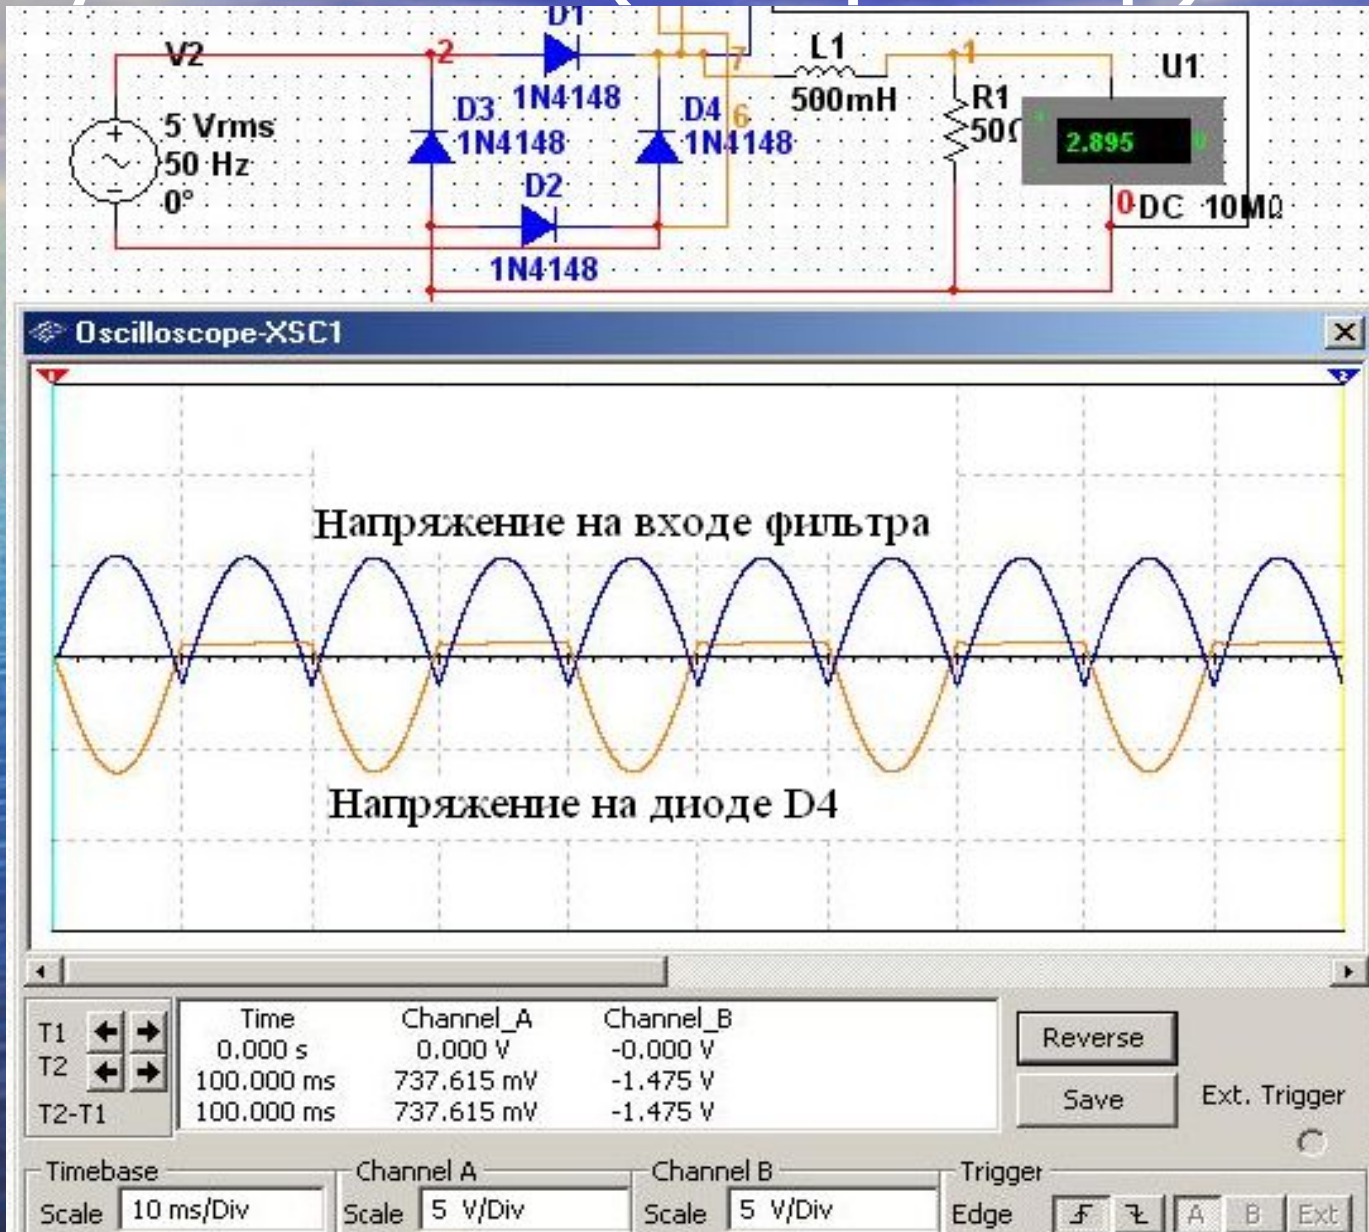 D1
V2
2
7
L1
1
U1
5 Vrms
50 Hz
0°
D3
1N4148
1N4148
D4
6
1N4148
500mH
R1
50Ω
2.895
D2
1N4148
0
DC 10MΩ
Oscilloscope-XSC1
1
2
Напряжение на входе фильтра
Напряжение на диоде D4
Time Channel_A Channel_B
T1 0.000 s 0.000 V -0.000 V
T2 100.000 ms 737.615 mV -1.475 V
T2-T1 100.000 ms 737.615 mV -1.475 V
Reverse
Save
Ext. Trigger
Timebase
Scale 10 ms/Div
Channel A
Scale 5 V/Div
Channel B
Scale 5 V/Div
Trigger
Edge A B Ext